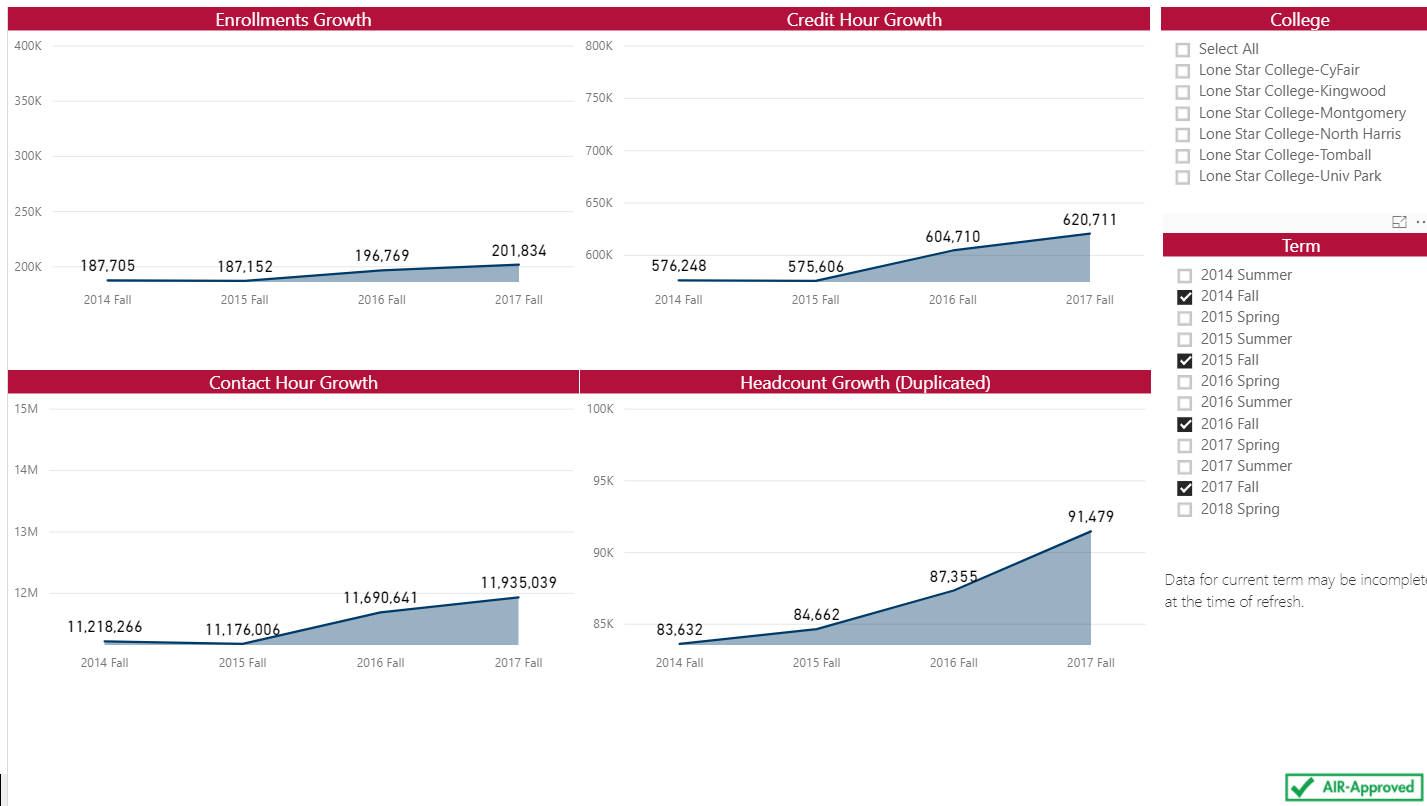 Enrollments Growth
400K
350K
300K
250K
200K
187,705
187,152
196,769
201,834
2014 Fall
2015 Fall
2016 Fall
2017 Fall
Credit Hour Growth
800K
750K
700K
650K
600K
576,248
575,606
604,710
620,711
2014 Fall
2015 Fall
2016 Fall
2017 Fall
Contact Hour Growth
15M
14M
13M
12M
11,218,266
11,176,006
11,690,641
11,935,039
2014 Fall
2015 Fall
2016 Fall
2017 Fall
Headcount Growth (Duplicated)
100K
95K
90K
85K
83,632
84,662
87,355
91,479
2014 Fall
2015 Fall
2016 Fall
2017 Fall
College
Select All
Lone Star College-CyFair
Lone Star College-Kingwood
Lone Star College-Montgomery
Lone Star College-North Harris
Lone Star College-Tomball
Lone Star College-Univ Park
Term
2014 Summer
2014 Fall
2015 Spring
2015 Summer
2015 Fall
2016 Spring
2016 Summer
2016 Fall
2017 Spring
2017 Summer
2017 Fall
2018 Spring
Data for current term may be incomplete
at the time of refresh.
AIR-Approved